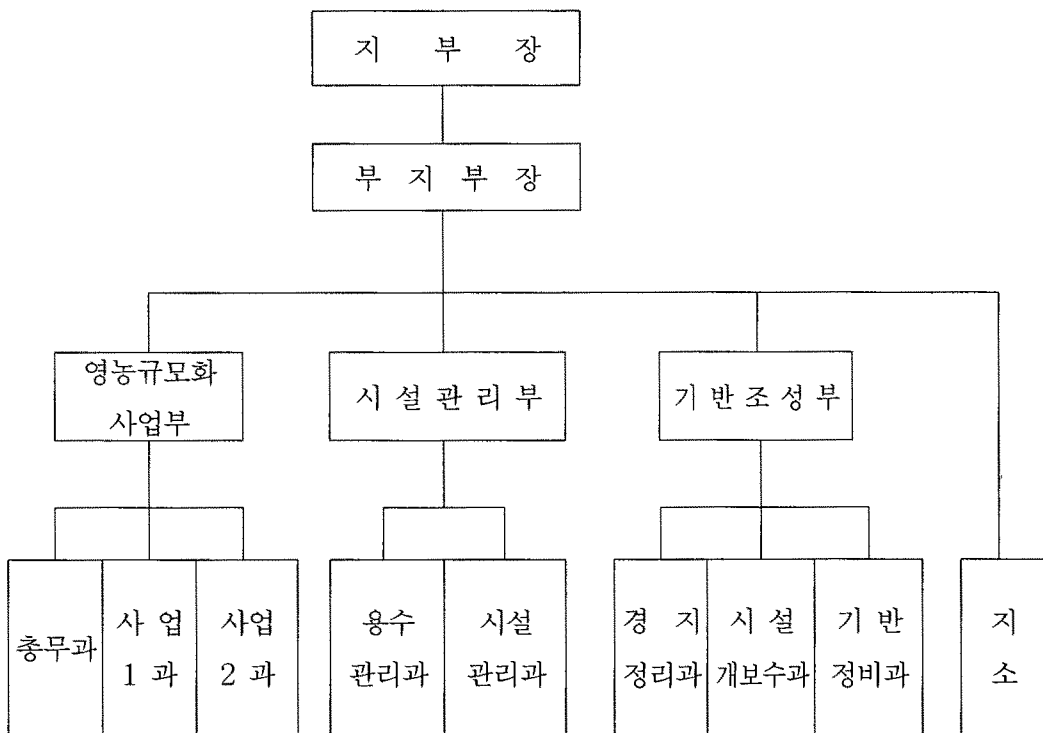 지 부 장
부 지 부 장
영농규모화
사업부
시 설 관 리 부
기 반 조 성 부
총무과
사 업
1 과
사업
2 과
용수
관리과
시설
관리과
경 지
정리과
시 설
개보수과
기 반
정비과
지
소